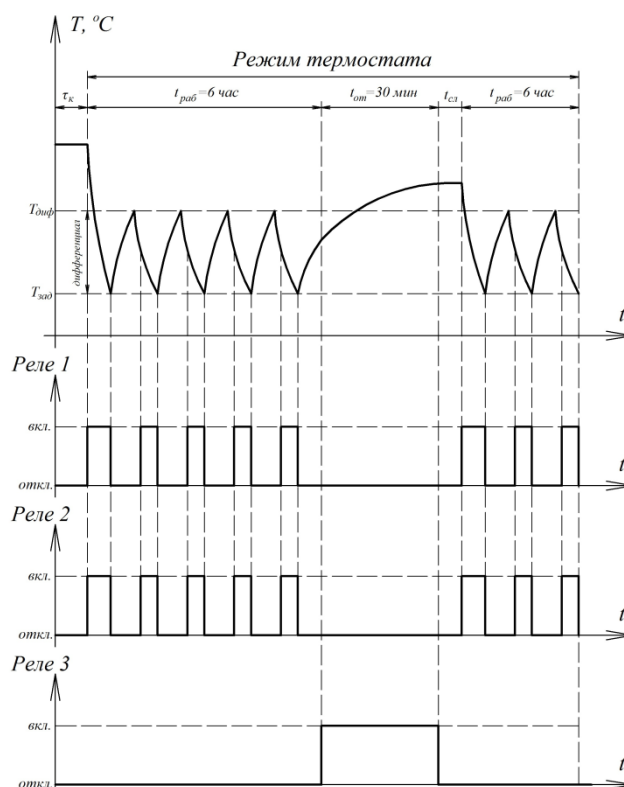 T, °C
Режим термостата
τк tраб=6 час tот=30 мин tсл tраб=6 час
Tдиф
дифференциал
Tзад
t
Реле 1
вкл.
откл.
t
Реле 2
вкл.
откл.
t
Реле 3
вкл.
откл.
t